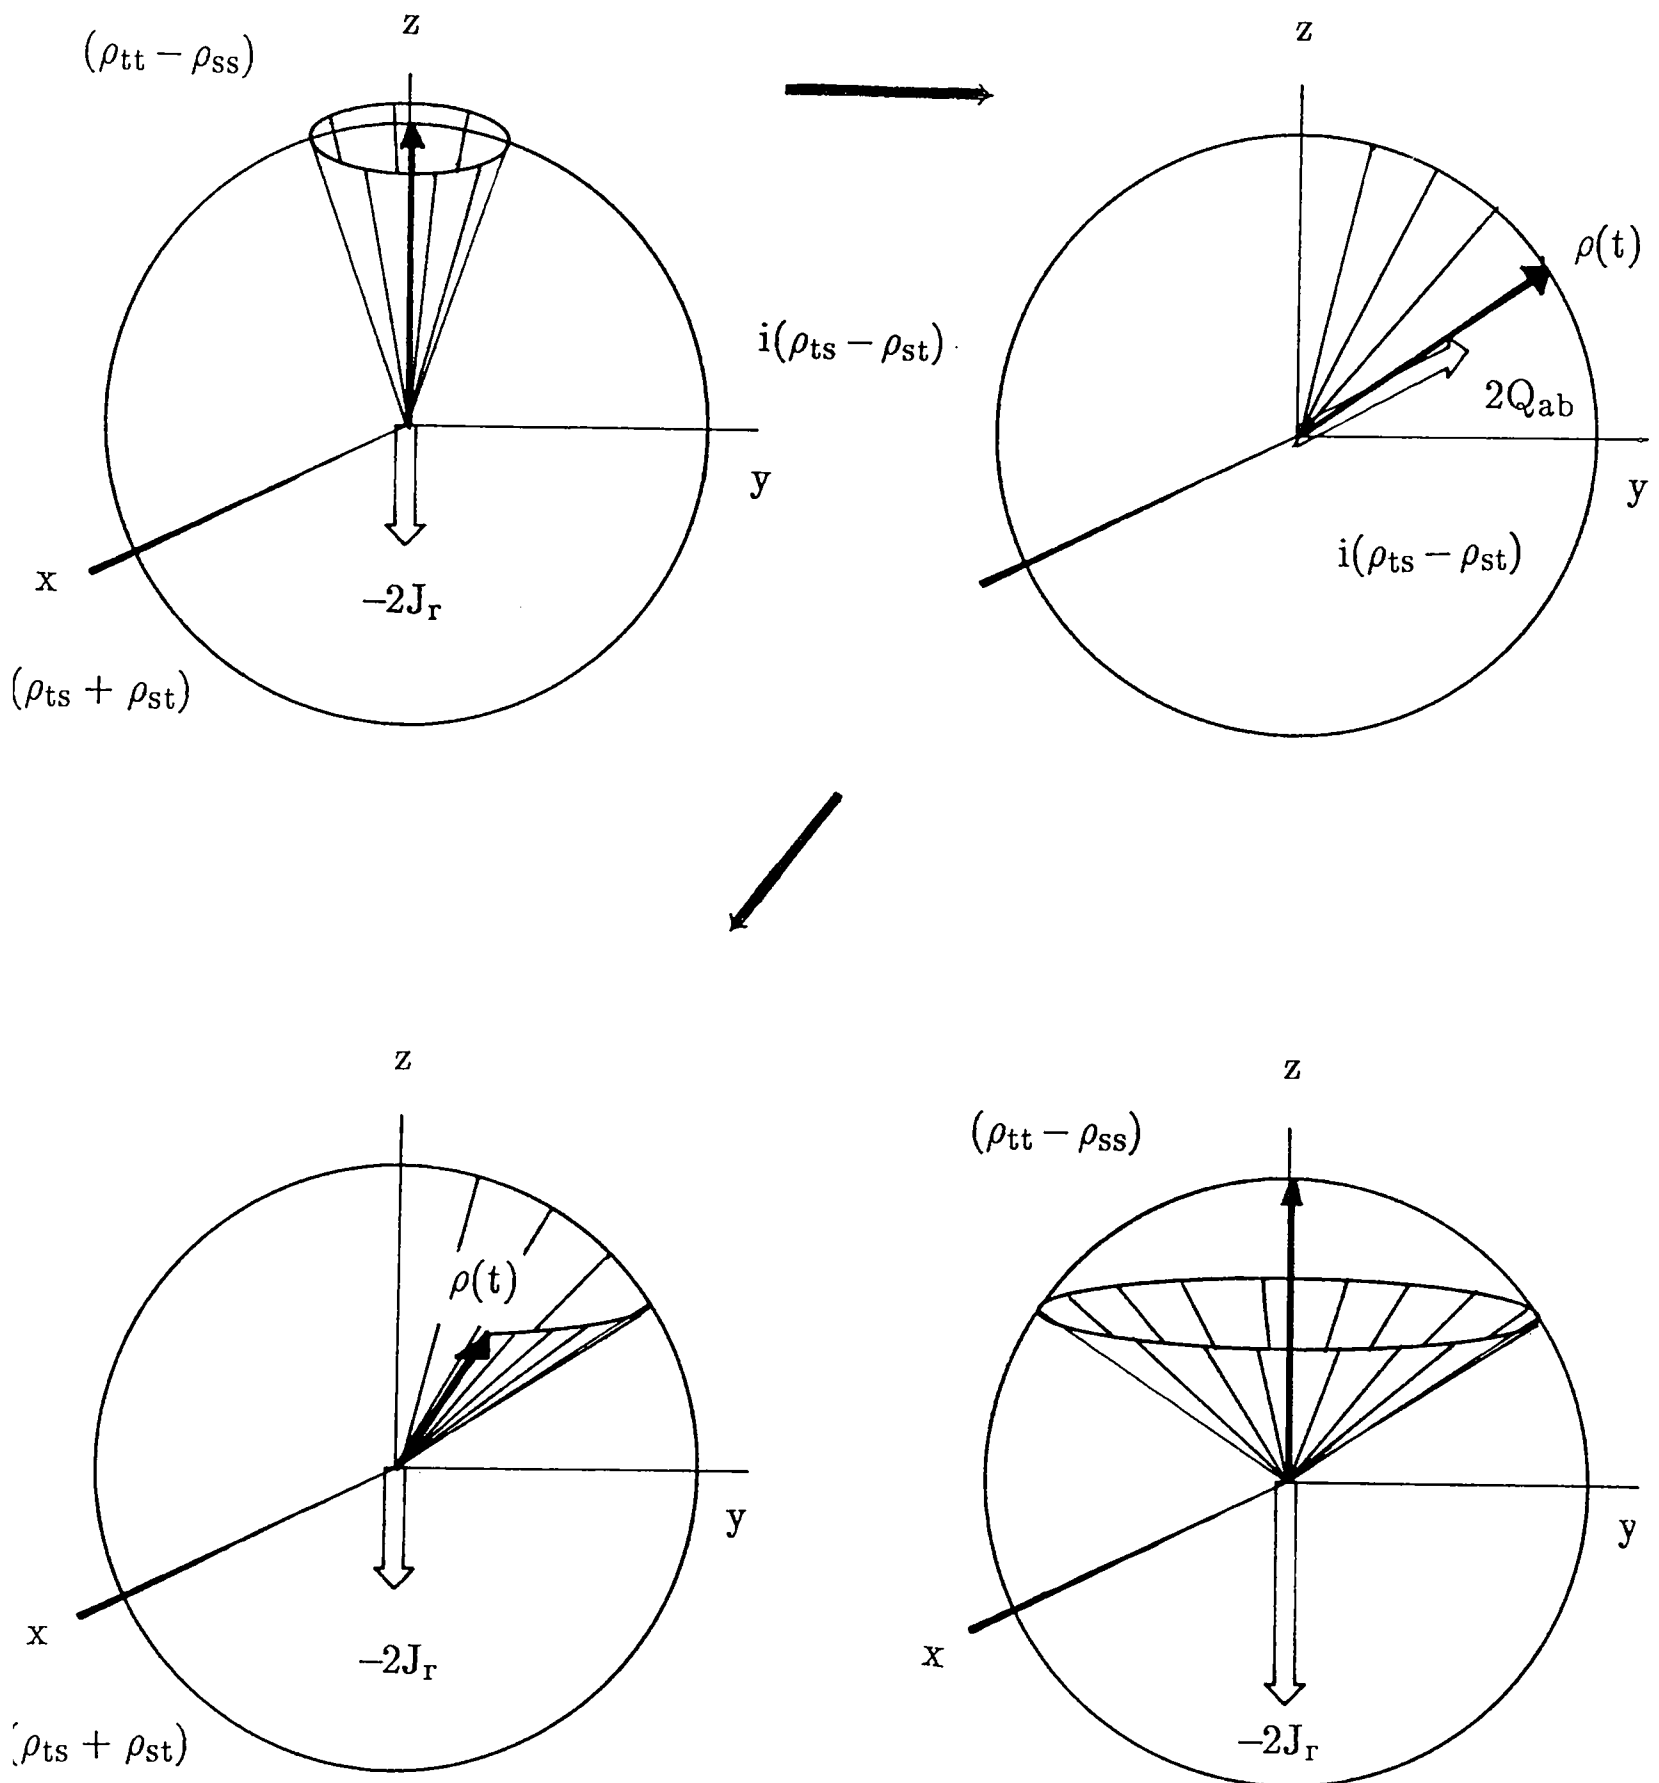 z
(ρtt − ρss)
z
ρ(t)
i(ρts − ρst)
2Qab
y
y
i(ρts − ρst)
x
−2Jr
(ρts + ρst)
z
z
(ρtt − ρss)
ρ(t)
y
y
x
x
−2Jr
−2Jr
(ρts + ρst)